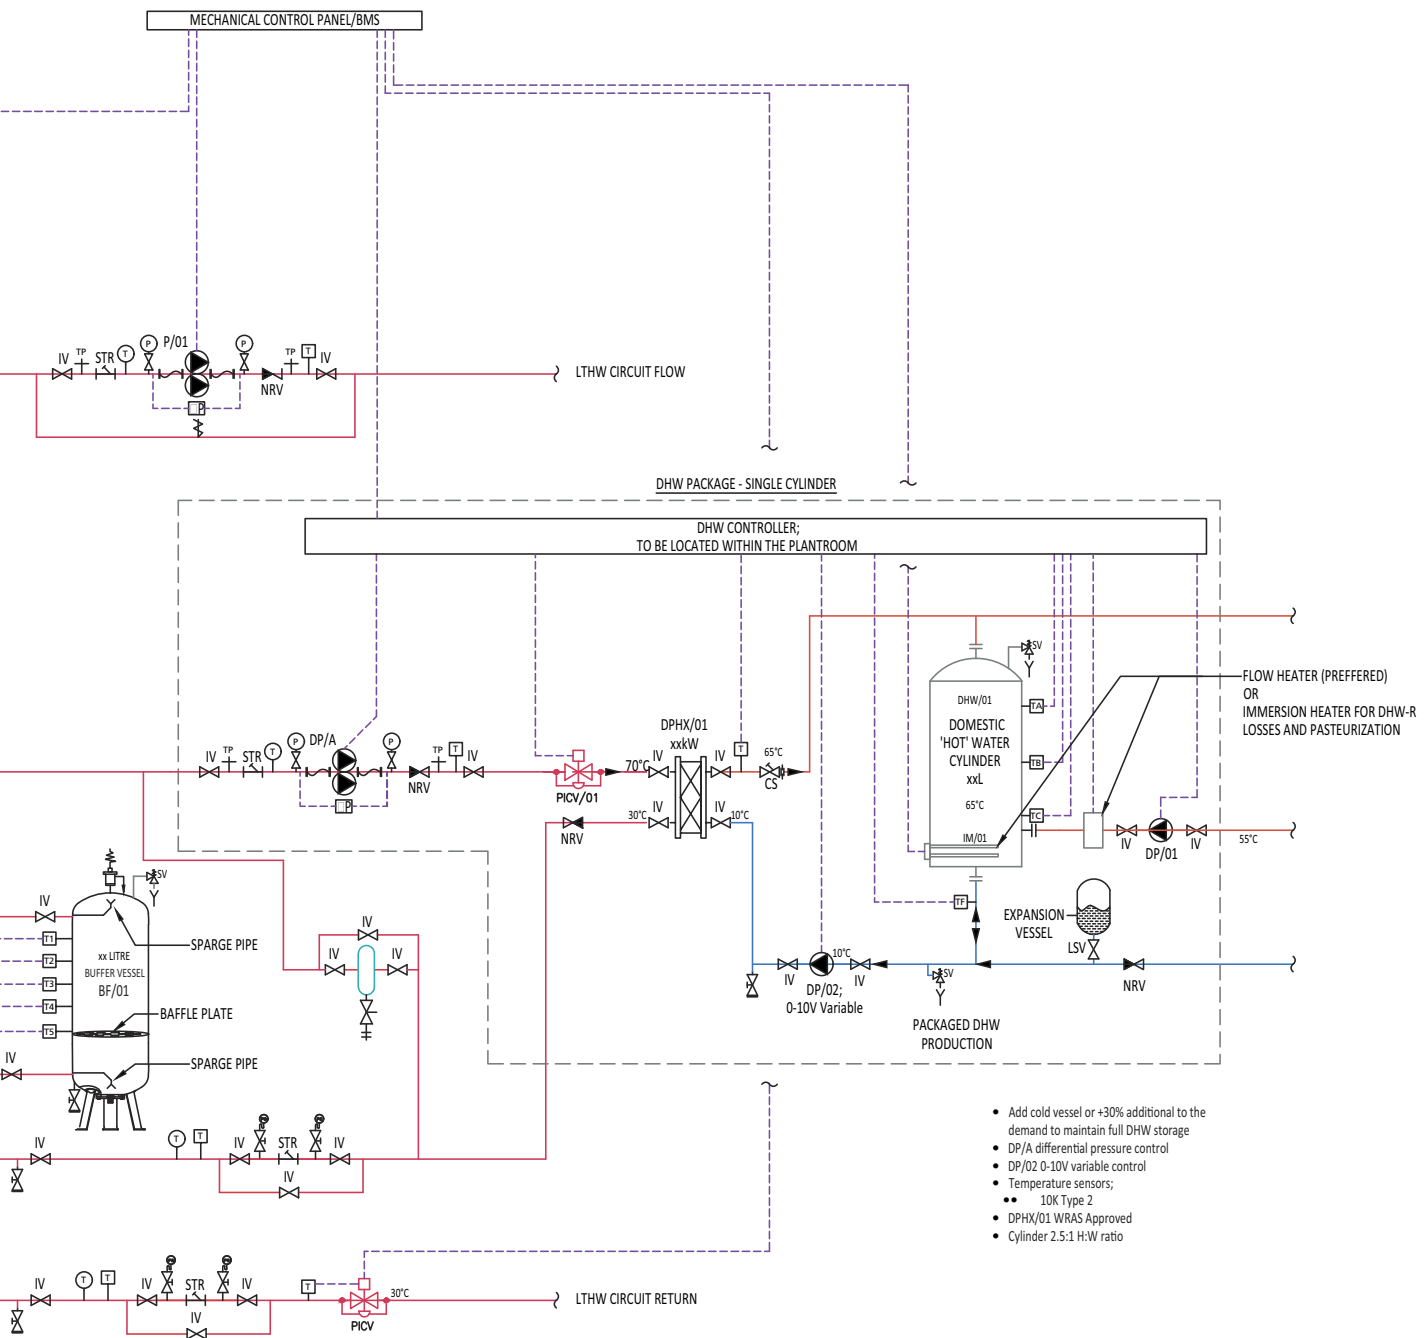 MECHANICAL CONTROL PANEL/BMS
P/01
IV
TP
STR
T
P
P
TP
T
IV
NRV
P
LTHW CIRCUIT FLOW
DHW PACKAGE - SINGLE CYLINDER
DHW CONTROLLER;
TO BE LOCATED WITHIN THE PLANTROOM
SV
FLOW HEATER (PREFFERED)
OR
IMMERSION HEATER FOR DHW-R
LOSSES AND PASTEURIZATION
DHW/01
DOMESTIC
'HOT' WATER
CYLINDER
xxL
65°C
IM/01
TA
TB
TC
TF
DPHX/01
xxkW
IV
IV
T
65°C
CS
70°C
30°C
IV
IV
10°C
IV
TP
STR
T
P
DP/A
P
TP
T
IV
NRV
P
PICV/01
NRV
IV
DP/01
IV
55°C
EXPANSION
VESSEL
LSV
NRV
10°C
IV
DP/02;
0-10V Variable
IV
SV
PACKAGED DHW
PRODUCTION
SV
IV
T1
T2
T3
T4
T5
xx LITRE
BUFFER VESSEL
BF/01
SPARGE PIPE
BAFFLE PLATE
SPARGE PIPE
IV
IV
IV
IV
IV
T
T
IV
STR
IV
IV
• Add cold vessel or +30% additional to the
demand to maintain full DHW storage
• DP/A differential pressure control
• DP/02 0-10V variable control
• Temperature sensors;
•• 10K Type 2
• DPHX/01 WRAS Approved
• Cylinder 2.5:1 H:W ratio
IV
T
T
IV
STR
IV
IV
T
30°C
PICV
LTHW CIRCUIT RETURN